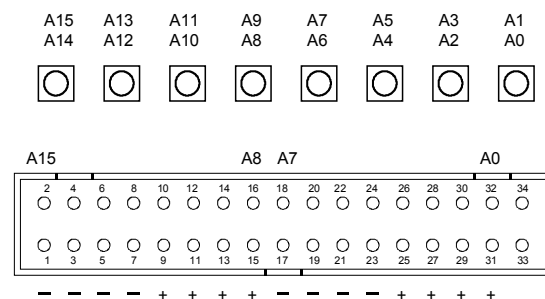 A15 A13 A11 A9 A7 A5 A3 A1
A14 A12 A10 A8 A6 A4 A2 A0
A15 A8 A7 A0
2 4 6 8 10 12 14 16 18 20 22 24 26 28 30 32 34
1 3 5 7 9 11 13 15 17 19 21 23 25 27 29 31 33
– – – – + + + + – – – – + + + +